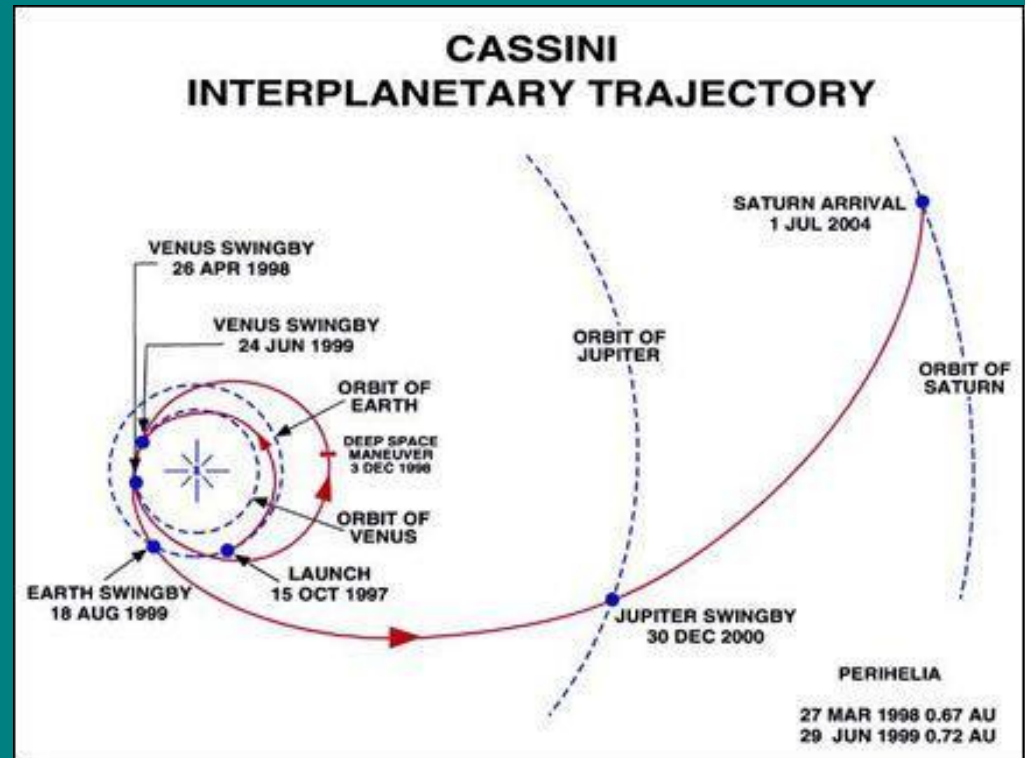 CASSINI
INTERPLANETARY TRAJECTORY
SATURN ARRIVAL
1 JUL 2004
VENUS SWINGBY
26 APR 1998
VENUS SWINGBY
24 JUN 1999
ORBIT OF
JUPITER
ORBIT OF
SATURN
ORBIT OF
EARTH
DEEP SPACE
MANEUVER
3 DEC 1998
ORBIT OF
VENUS
LAUNCH
15 OCT 1997
EARTH SWINGBY
18 AUG 1999
JUPITER SWINGBY
30 DEC 2000
PERIHELIA
27 MAR 1998 0.67 AU
29 JUN 1999 0.72 AU